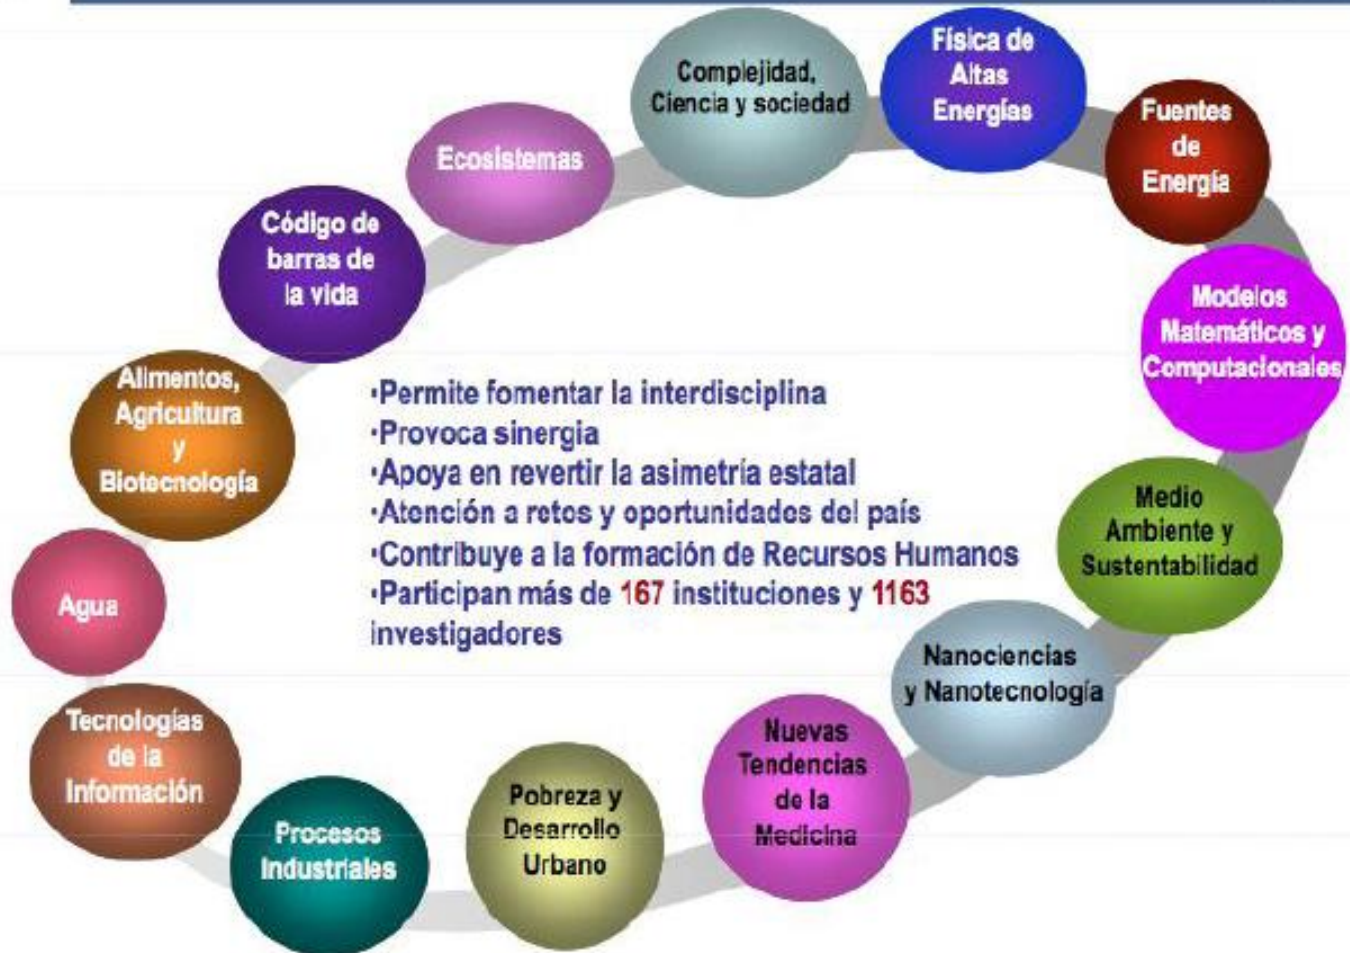 Complejidad,
Ciencia y sociedad
Física de
Altas
Energías
Fuentes
de
Energía
Ecosistemas
Código de
barras de
la vida
Modelos
Matemáticos y
Computacionales
Alimentos,
Agricultura
y
Biotecnología
•Permite fomentar la interdisciplina
•Provoca sinergia
•Apoya en revertir la asimetría estatal
•Atención a retos y oportunidades del país
•Contribuye a la formación de Recursos Humanos
•Participan más de 167 instituciones y 1163
investigadores
Medio
Ambiente y
Sustentabilidad
Agua
Nanociencias
y Nanotecnología
Tecnologías
de la
Información
Procesos
Industriales
Pobreza y
Desarrollo
Urbano
Nuevas
Tendencias
de la
Medicina